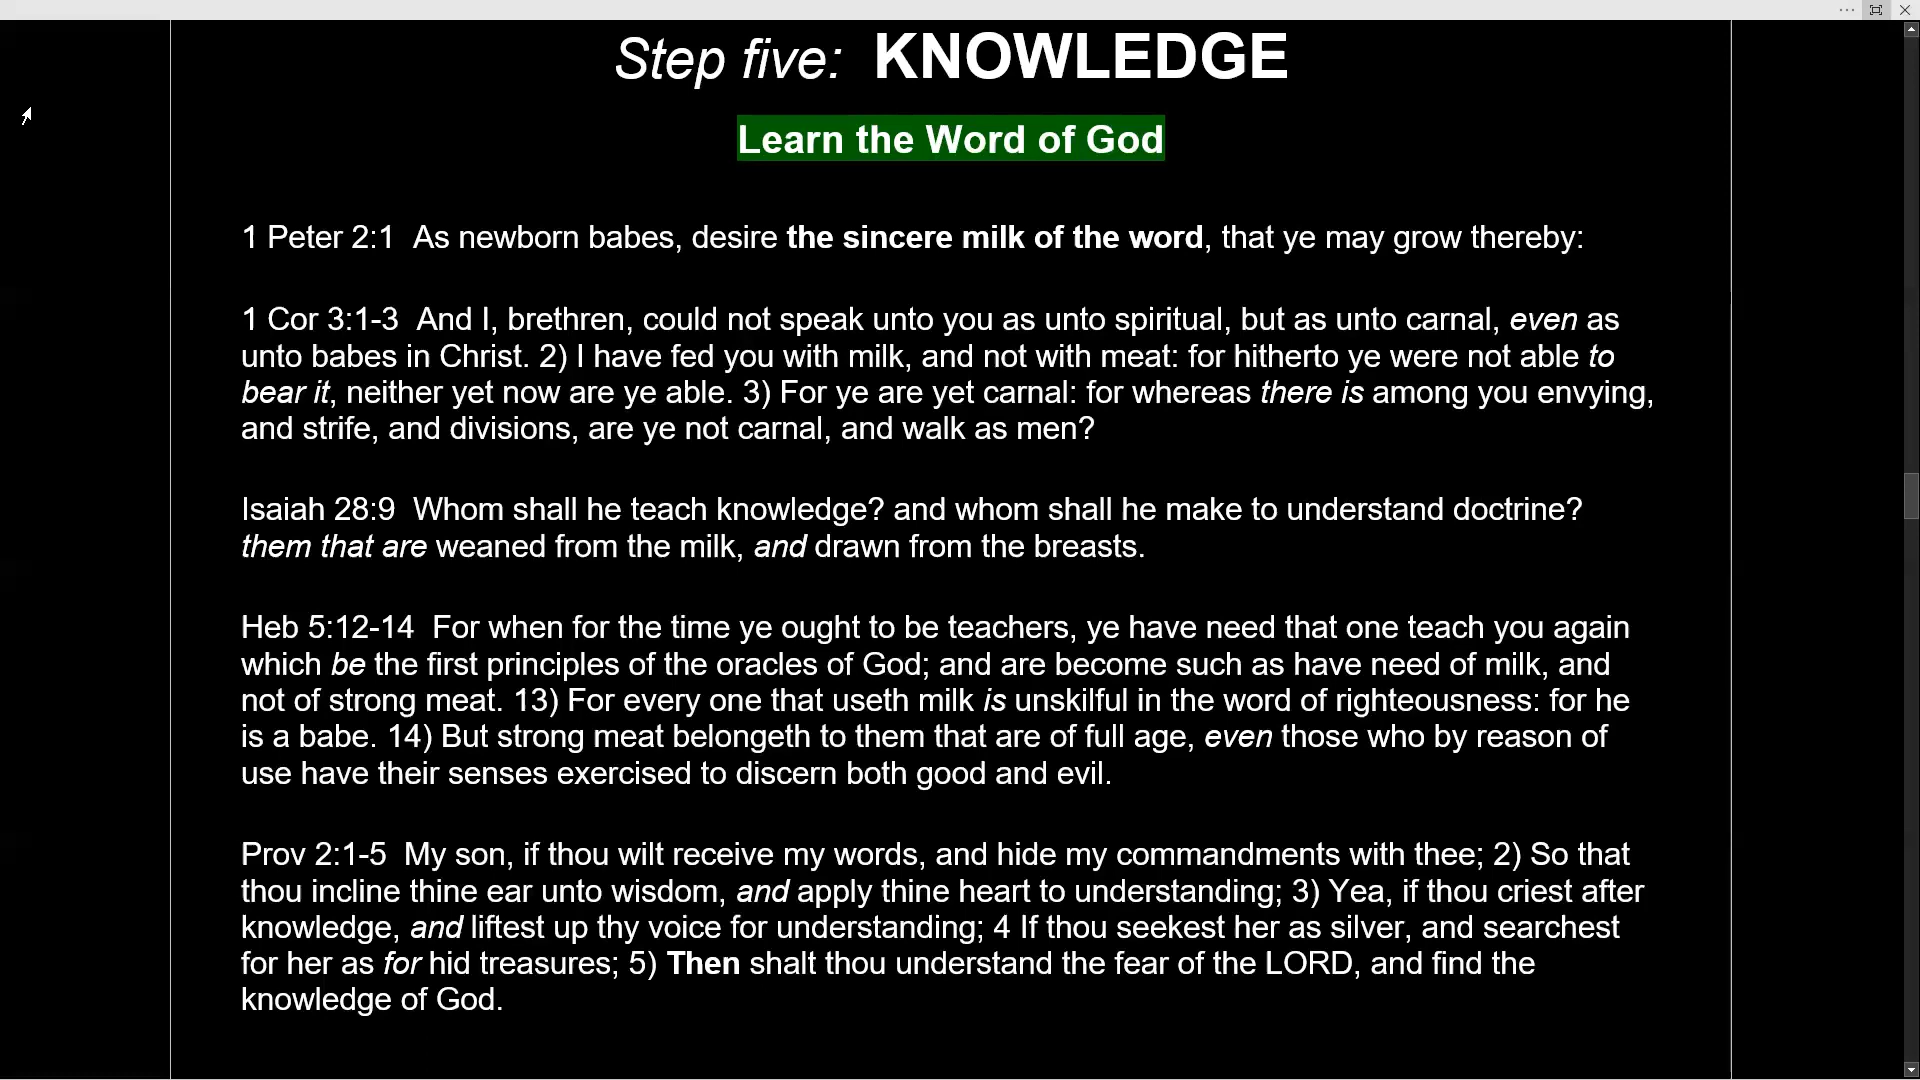 Step five: KNOWLEDGE
Learn the Word of God
1 Peter 2:1 As newborn babes, desire the sincere milk of the word, that ye may grow thereby:
1 Cor 3:1-3 And I, brethren, could not speak unto you as unto spiritual, but as unto carnal, even as
unto babes in Christ. 2) I have fed you with milk, and not with meat: for hitherto ye were not able to
bear it, neither yet now are ye able. 3) For ye are yet carnal: for whereas there is among you envying,
and strife, and divisions, are ye not carnal, and walk as men?
Isaiah 28:9 Whom shall he teach knowledge? and whom shall he make to understand doctrine?
them that are weaned from the milk, and drawn from the breasts.
Heb 5:12-14 For when for the time ye ought to be teachers, ye have need that one teach you again
which be the first principles of the oracles of God; and are become such as have need of milk, and
not of strong meat. 13) For every one that useth milk is unskilful in the word of righteousness: for he
is a babe. 14) But strong meat belongeth to them that are of full age, even those who by reason of
use have their senses exercised to discern both good and evil.
Prov 2:1-5 My son, if thou wilt receive my words, and hide my commandments with thee; 2) So that
thou incline thine ear unto wisdom, and apply thine heart to understanding; 3) Yea, if thou criest after
knowledge, and liftest up thy voice for understanding; 4 If thou seekest her as silver, and searchest
for her as for hid treasures; 5) Then shalt thou understand the fear of the LORD, and find the
knowledge of God.